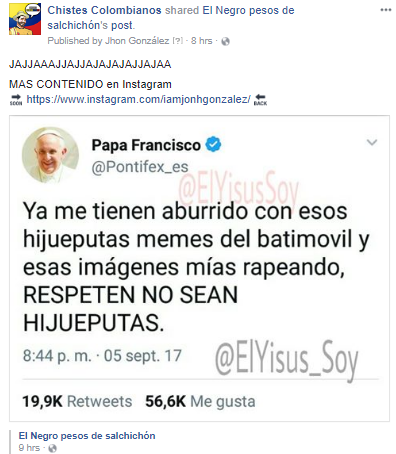 Chistes Colombianos shared El Negro pesos de
salchichón's post.
Published by Jhon González [?] · 8 hrs ·
JAJJAAAJJAJJAJAJAJAJJAJAA
MAS CONTENIDO en Instagram
SOON https://www.instagram.com/iamjonhgonzalez/ BACK
Papa Francisco
@Pontifex_es
@ElYisusSoy
Ya me tienen aburrido con esos
hijueputas memes del batimovil y
esas imágenes mías rapeando,
RESPETEN NO SEAN
HIJUEPUTAS.
8:44 p. m. · 05 sept. 17
@ElYisus_Soy
19,9K Retweets 56,6K Me gusta
El Negro pesos de salchichón
9 hrs ·